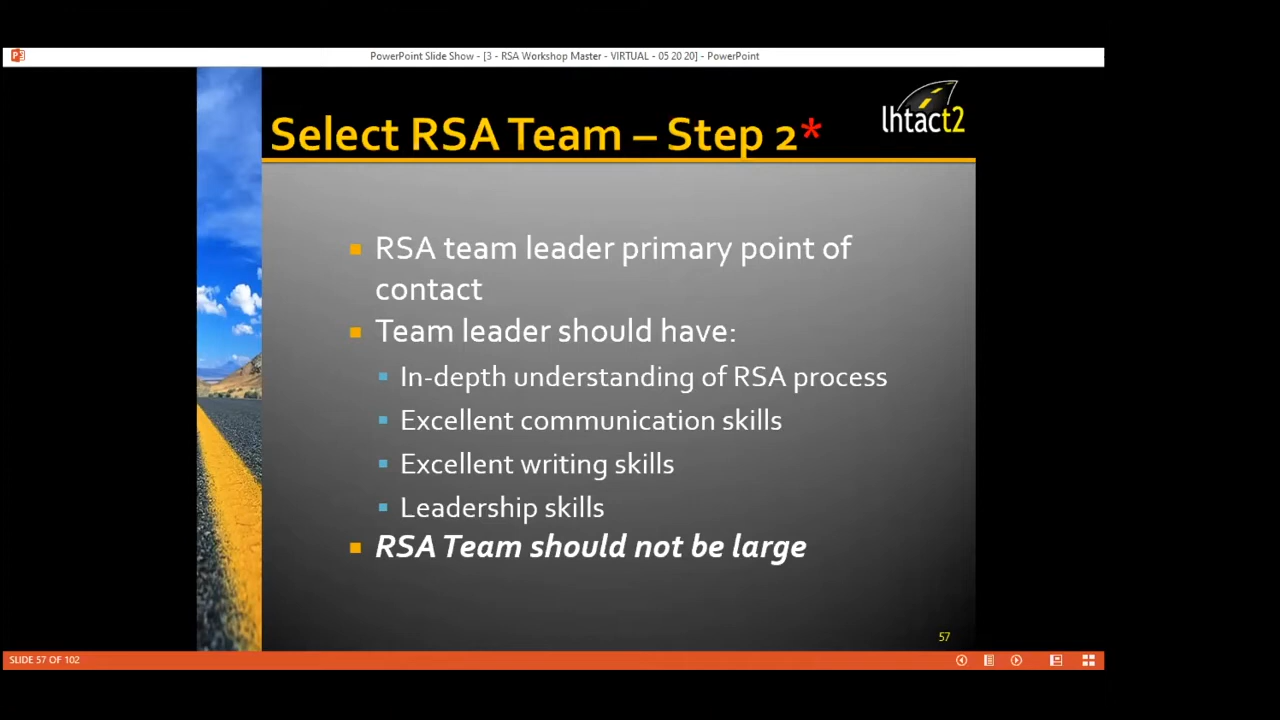 PowerPoint Slide Show - [3 - RSA Workshop Master - VIRTUAL - 05 20 20] - PowerPoint
lhtact2
Select RSA Team – Step 2*
RSA team leader primary point of
contact
Team leader should have:
In-depth understanding of RSA process
Excellent communication skills
Excellent writing skills
Leadership skills
RSA Team should not be large
57
SLIDE 57 OF 102